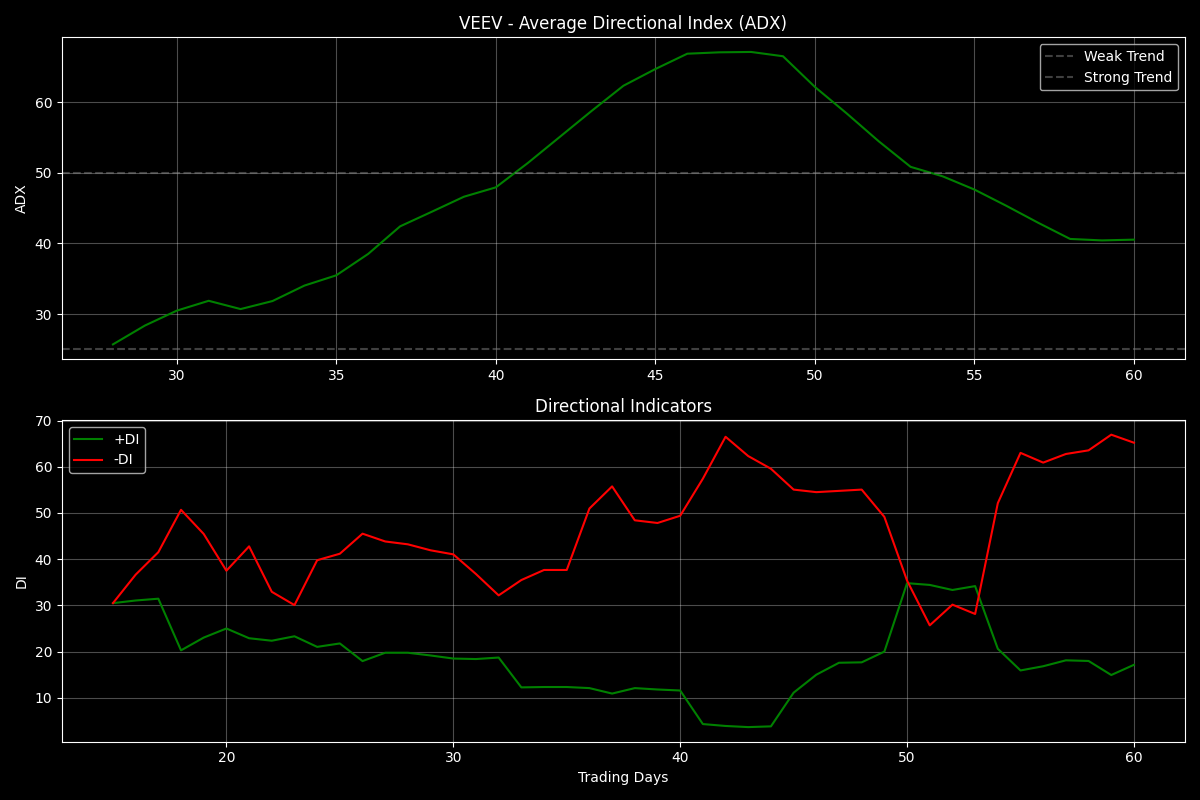 VEEV - Average Directional Index (ADX)
Weak Trend
Strong Trend
60
50
40
30
ADX
30 35 40 45 50 55 60
Directional Indicators
+DI
-DI
70
60
50
40
30
20
10
DI
20 30 40 50 60
Trading Days